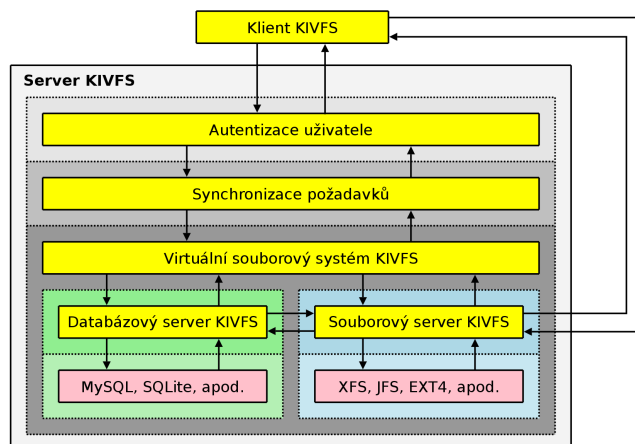 Klient KIVFS
Server KIVFS
Autentizace uživatele
Synchronizace požadavků
Virtuální souborový systém KIVFS
Databázový server KIVFS
Souborový server KIVFS
MySQL, SQLite, apod.
XFS, JFS, EXT4, apod.